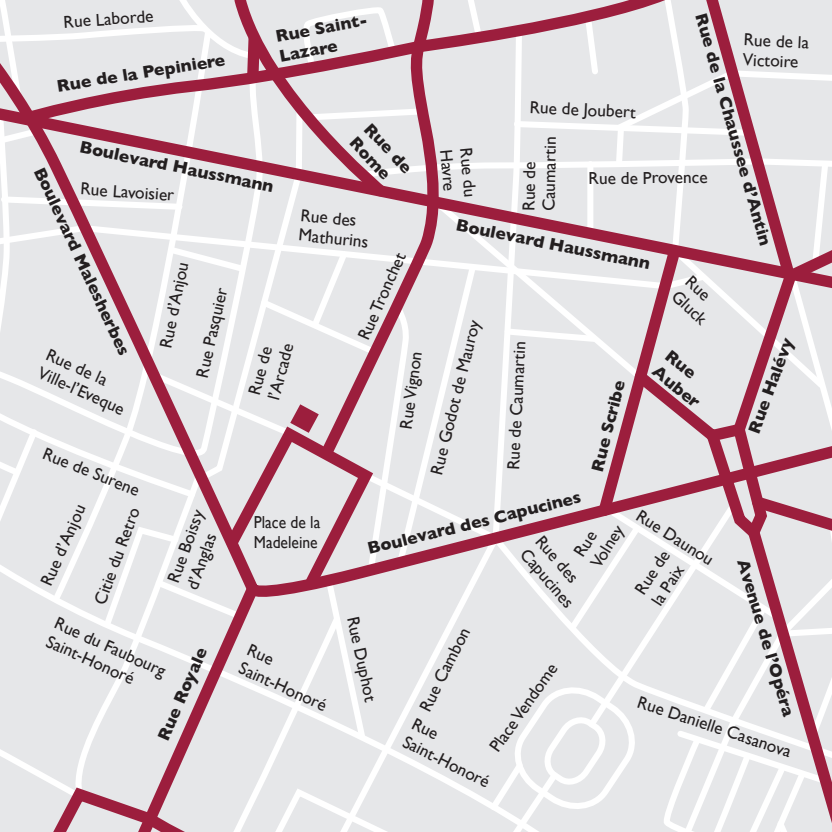 Rue Laborde
Rue Saint-
Lazare
Rue de la Pepiniere
Rue de la
Victoire
Rue de la Chaussee d'Antin
Rue de Joubert
Rue de
Rome
Rue du
Havre
Rue de
Caumartin
Rue de Provence
Boulevard Haussmann
Rue Lavoisier
Boulevard Malesherbes
Rue des
Mathurins
Boulevard Haussmann
Rue Tronchet
Rue d'Anjou
Rue Pasquier
Rue
Gluck
Rue de
l'Arcade
Rue Vignon
Rue Godot de Mauroy
Rue de Caumartin
Rue Scribe
Rue
Auber
Rue Halévy
Rue de la
Ville-l'Eveque
Rue de Surene
Rue d'Anjou
Citie du Retro
Rue Boissy
d'Anglas
Place de la
Madeleine
Boulevard des Capucines
Rue des
Capucines
Rue
Volney
Rue Daunou
Rue de
la Paix
Avenue de l'Opéra
Rue du Faubourg
Saint-Honoré
Rue Royale
Rue
Saint-Honoré
Rue Duphot
Rue Cambon
Rue
Saint-Honoré
Place Vendome
Rue Danielle Casanova